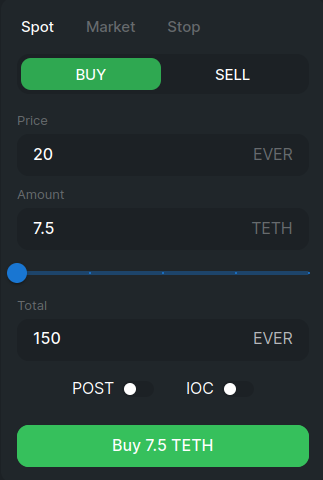 Spot Market Stop
BUY SELL
Price
20 EVER
Amount
7.5 TETH
Total
150 EVER
POST IOC
Buy 7.5 TETH